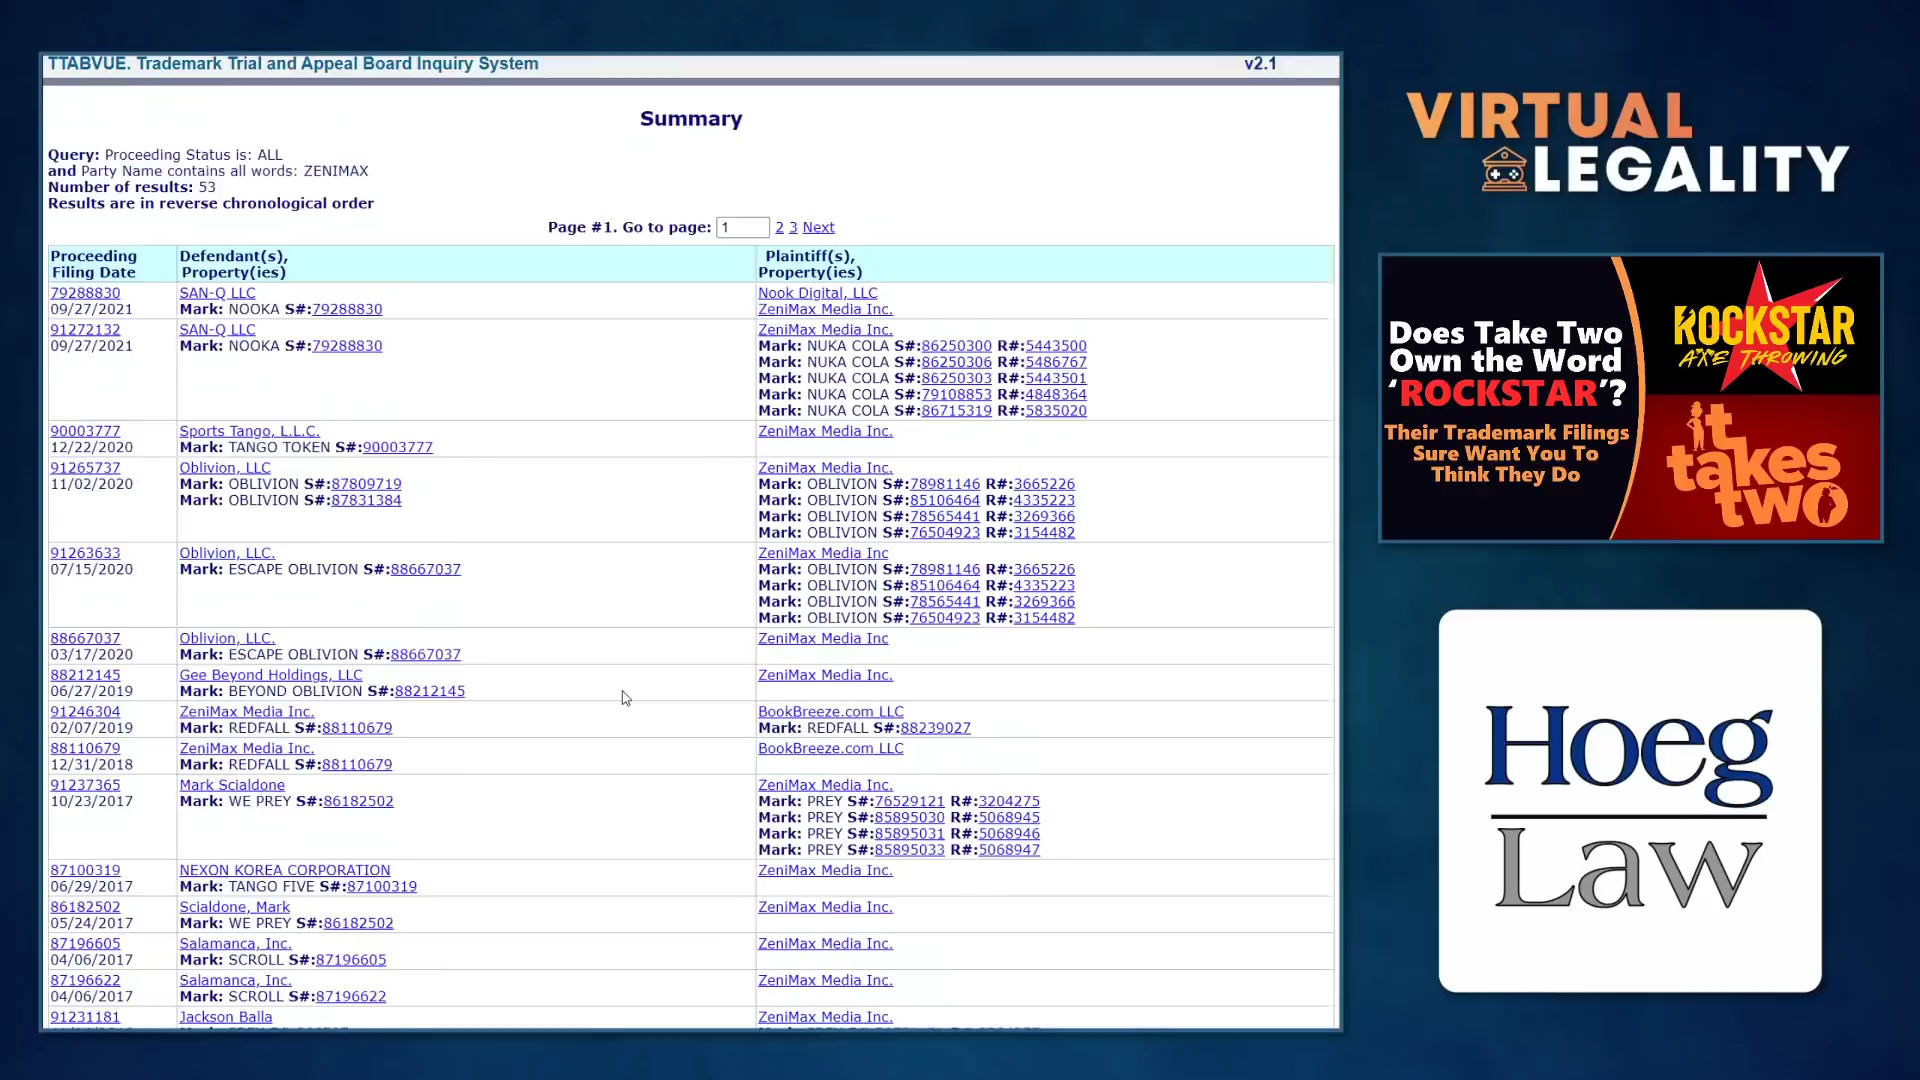 TTABVUE. Trademark Trial and Appeal Board Inquiry System v2.1
Summary
Query: Proceeding Status is: ALL
and Party Name contains all words: ZENIMAX
Number of results: 53
Results are in reverse chronological order
Page #1. Go to page: 1 2 3 Next
Proceeding Defendant(s), Plaintiff(s),
Filing Date Property(ies) Property(ies)
79288830 SAN-Q LLC Nook Digital, LLC
09/27/2021 Mark: NOOKA S#:79288830 ZeniMax Media Inc.
91272132 SAN-Q LLC ZeniMax Media Inc.
09/27/2021 Mark: NOOKA S#:79288830 Mark: NUKA COLA S#:86250300 R#:5443500
Mark: NUKA COLA S#:86250306 R#:5486767
Mark: NUKA COLA S#:86250303 R#:5443501
Mark: NUKA COLA S#:79108853 R#:4848364
Mark: NUKA COLA S#:86715319 R#:5835020
90003777 Sports Tango, L.L.C. ZeniMax Media Inc.
12/22/2020 Mark: TANGO TOKEN S#:90003777
91265737 Oblivion, LLC ZeniMax Media Inc.
11/02/2020 Mark: OBLIVION S#:87809719 Mark: OBLIVION S#:78981146 R#:3665226
Mark: OBLIVION S#:87831384 Mark: OBLIVION S#:85106464 R#:4335223
Mark: OBLIVION S#:78565441 R#:3269366
Mark: OBLIVION S#:76504923 R#:3154482
91263633 Oblivion, LLC. ZeniMax Media Inc
07/15/2020 Mark: ESCAPE OBLIVION S#:88667037 Mark: OBLIVION S#:78981146 R#:3665226
Mark: OBLIVION S#:85106464 R#:4335223
Mark: OBLIVION S#:78565441 R#:3269366
Mark: OBLIVION S#:76504923 R#:3154482
88667037 Oblivion, LLC. ZeniMax Media Inc
03/17/2020 Mark: ESCAPE OBLIVION S#:88667037
88212145 Gee Beyond Holdings, LLC ZeniMax Media Inc.
06/27/2019 Mark: BEYOND OBLIVION S#:88212145
91246304 ZeniMax Media Inc. BookBreeze.com LLC
02/07/2019 Mark: REDFALL S#:88110679 Mark: REDFALL S#:88239027
88110679 ZeniMax Media Inc. BookBreeze.com LLC
12/31/2018 Mark: REDFALL S#:88110679
91237365 Mark Scialdone ZeniMax Media Inc.
10/23/2017 Mark: WE PREY S#:86182502 Mark: PREY S#:76529121 R#:3204275
Mark: PREY S#:85895030 R#:5068945
Mark: PREY S#:85895031 R#:5068946
Mark: PREY S#:85895033 R#:5068947
87100319 NEXON KOREA CORPORATION ZeniMax Media Inc.
06/29/2017 Mark: TANGO FIVE S#:87100319
86182502 Scialdone, Mark ZeniMax Media Inc.
05/24/2017 Mark: WE PREY S#:86182502
87196605 Salamanca, Inc. ZeniMax Media Inc.
04/06/2017 Mark: SCROLL S#:87196605
87196622 Salamanca, Inc. ZeniMax Media Inc.
04/06/2017 Mark: SCROLL S#:87196622
91231181 Jackson Balla ZeniMax Media Inc.
VIRTUAL
LEGALITY
Does Take Two
Own the Word
‘ROCKSTAR’?
Their Trademark Filings
Sure Want You To
Think They Do
ROCKSTAR
AXE THROWING
it
takes
two
Hoeg
Law